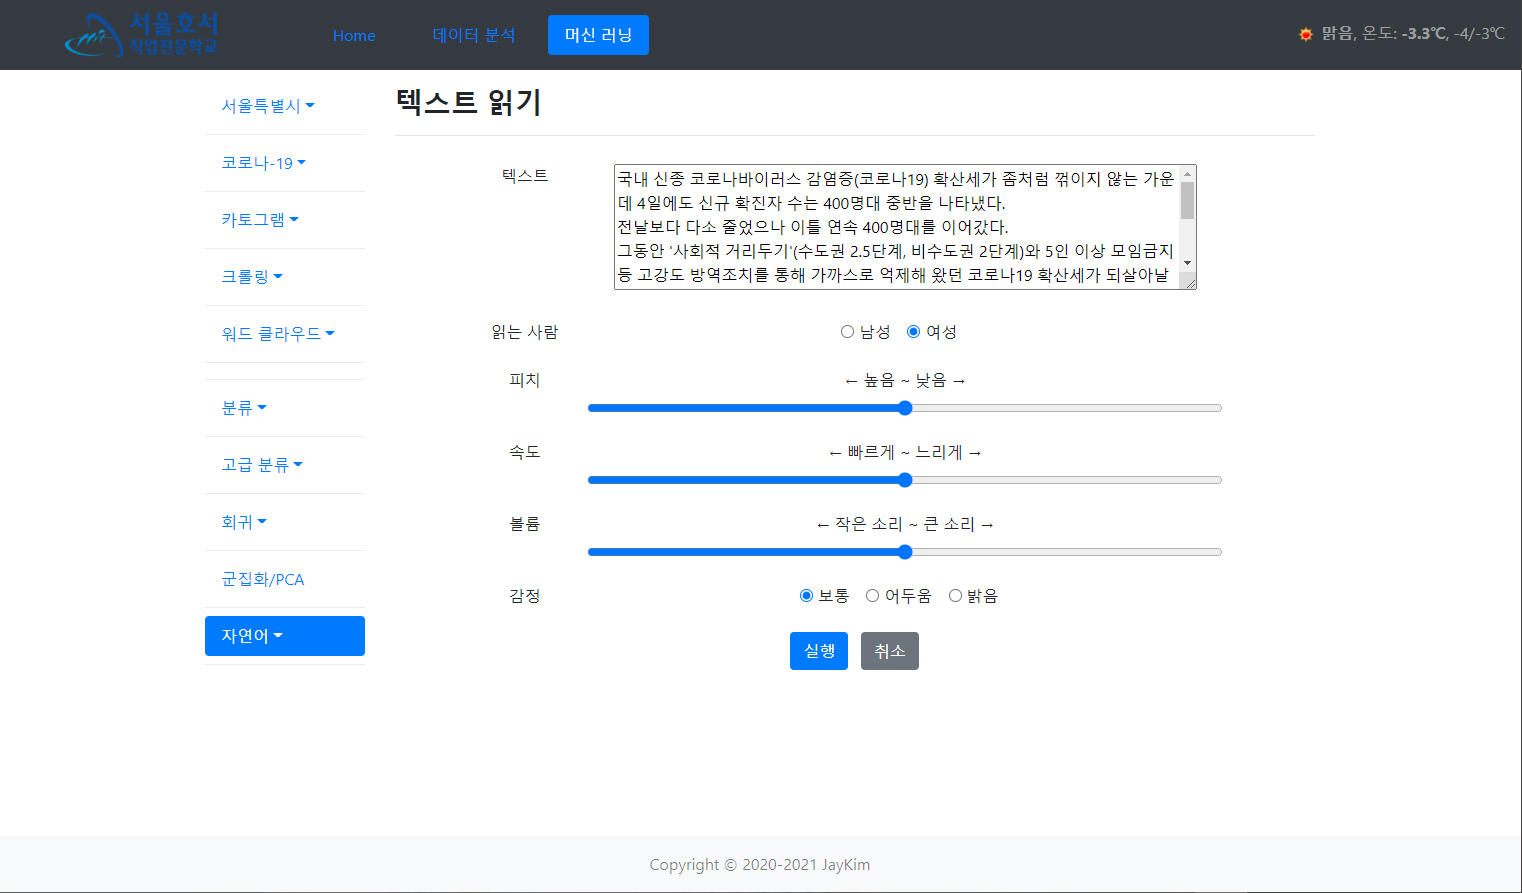 서울호서
직업전문학교
Home
데이터 분석
머신 러닝
맑음, 온도: -3.3℃, -4/-3℃
서울특별시
코로나-19
카토그램
크롤링
워드 클라우드
분류
고급 분류
회귀
군집화/PCA
자연어
텍스트 읽기
텍스트
국내 신종 코로나바이러스 감염증(코로나19) 확산세가 좀처럼 꺾이지 않는 가운
데 4일에도 신규 확진자 수는 400명대 중반을 나타냈다.
전날보다 다소 줄었으나 이틀 연속 400명대를 이어갔다.
그동안 '사회적 거리두기'(수도권 2.5단계, 비수도권 2단계)와 5인 이상 모임금지
등 고강도 방역조치를 통해 가까스로 억제해 왔던 코로나19 확산세가 되살아날
읽는 사람
남성 여성
피치
← 높음 ~ 낮음 →
속도
← 빠르게 ~ 느리게 →
볼륨
← 작은 소리 ~ 큰 소리 →
감정
보통 어두움 밝음
실행 취소
Copyright © 2020-2021 JayKim